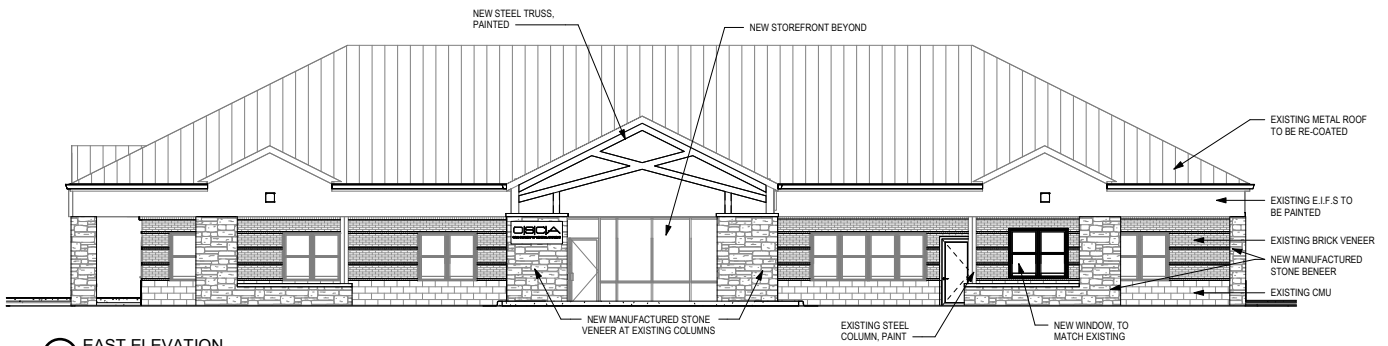 NEW STEEL TRUSS,
PAINTED
NEW STOREFRONT BEYOND
EXISTING METAL ROOF
TO BE RE-COATED
EXISTING E.I.F.S TO
BE PAINTED
EXISTING BRICK VENEER
NEW MANUFACTURED
STONE BENEER
EXISTING CMU
NEW MANUFACTURED STONE
VENEER AT EXISTING COLUMNS
EXISTING STEEL
COLUMN, PAINT
NEW WINDOW, TO
MATCH EXISTING
EAST ELEVATION